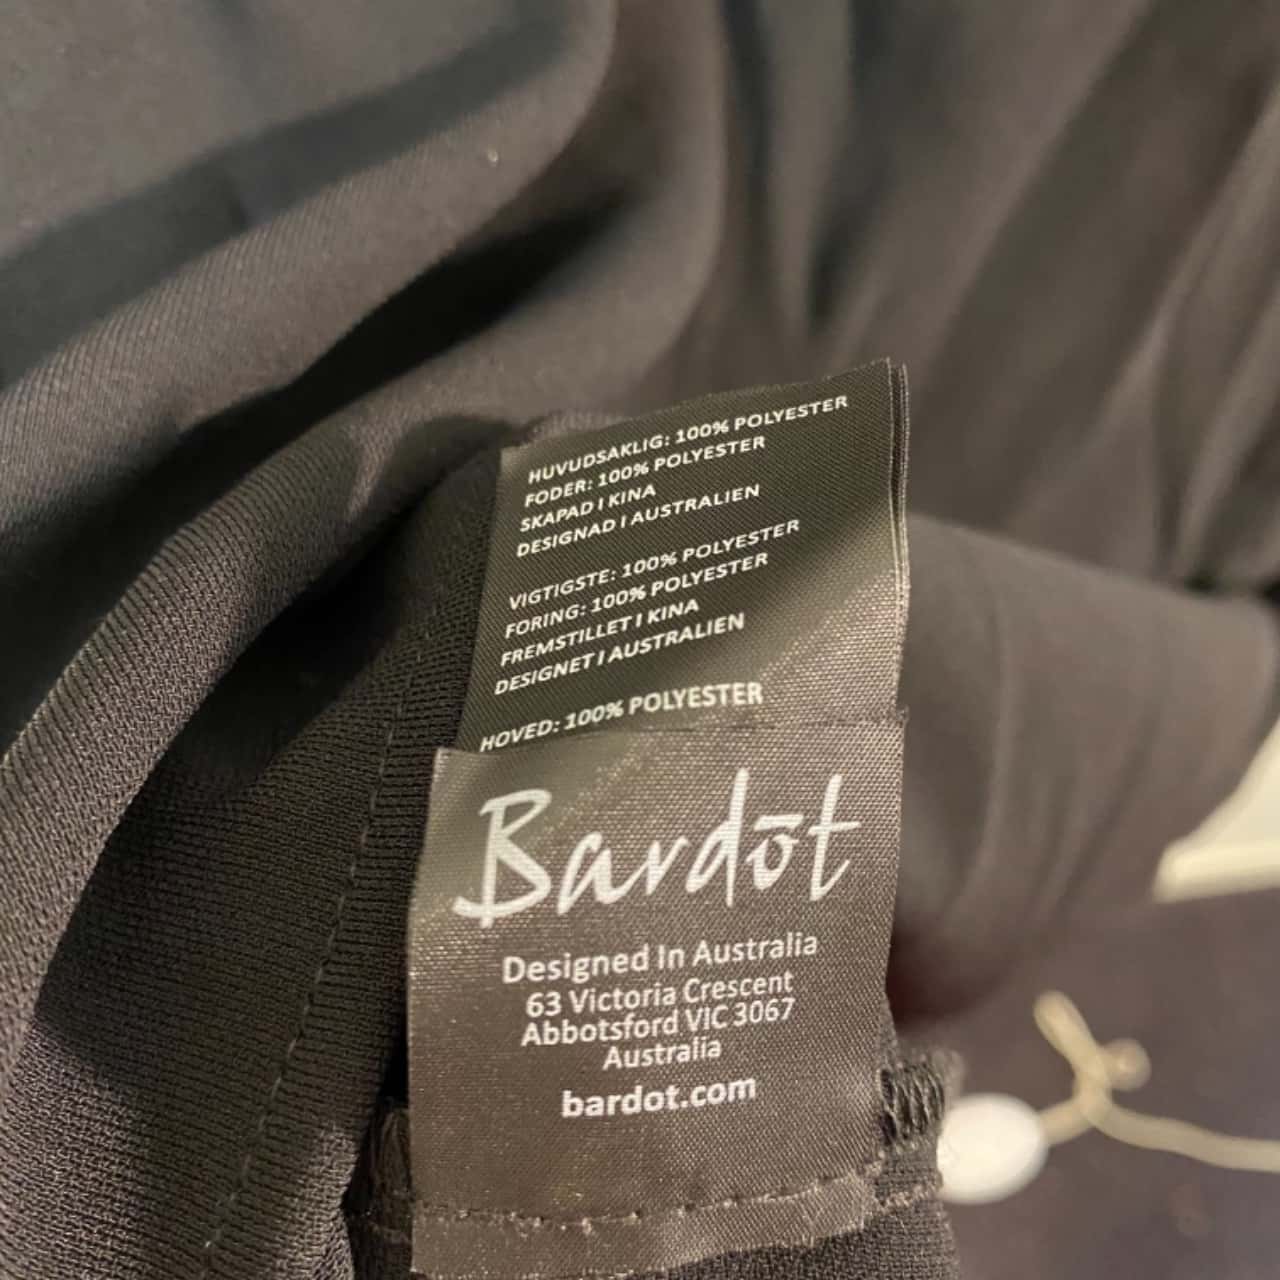 HUVUDSAKLIG: 100% POLYESTER
FODER: 100% POLYESTER
SKAPAD I KINA
DESIGNAD I AUSTRALIEN
VIGTIGSTE: 100% POLYESTER
FORING: 100% POLYESTER
FREMSTILLET I KINA
DESIGNET I AUSTRALIEN
HOVED: 100% POLYESTER
Bardōt
Designed In Australia
63 Victoria Crescent
Abbotsford VIC 3067
Australia
bardot.com